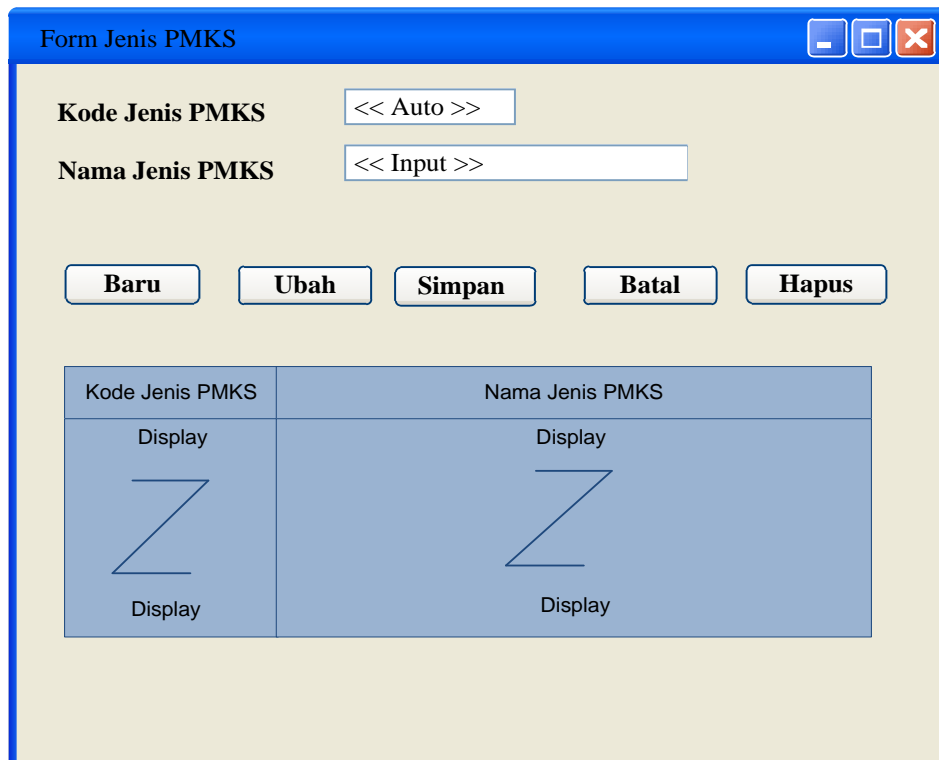 Form Jenis PMKS
Kode Jenis PMKS << Auto >>
Nama Jenis PMKS << Input >>
Baru Ubah Simpan Batal Hapus
Kode Jenis PMKS Nama Jenis PMKS
Display Display
Display Display